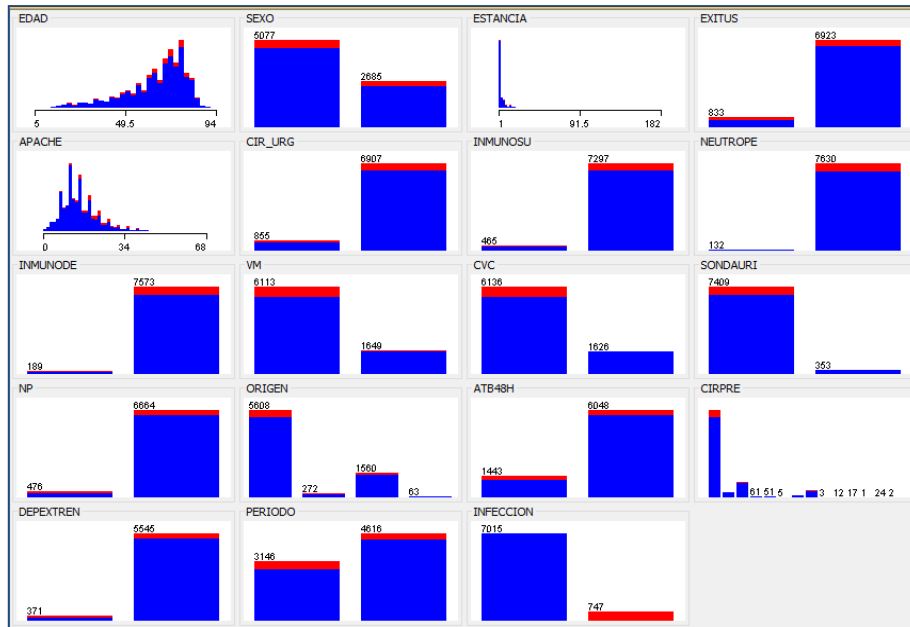 EDAD SEXO ESTANCIA EXITUS
5077 6923
2685
833
5 49.5 94 1 91.5 182
APACHE CIR_URG INMUNOSU NEUTROPE
6907 7297 7630
855 465 132
0 34 68
INMUNODE VM CVC SONDAURI
7573 6113 6136 7409
1649 1626
189 353
NP ORIGEN ATB48H CIRPRE
6664 5608 6048
1560 1443
476 272 63 61 51 5 3 12 17 1 24 2
DEPEXTREN PERIODO INFECCION
5545 4616 7015
3146
371 747